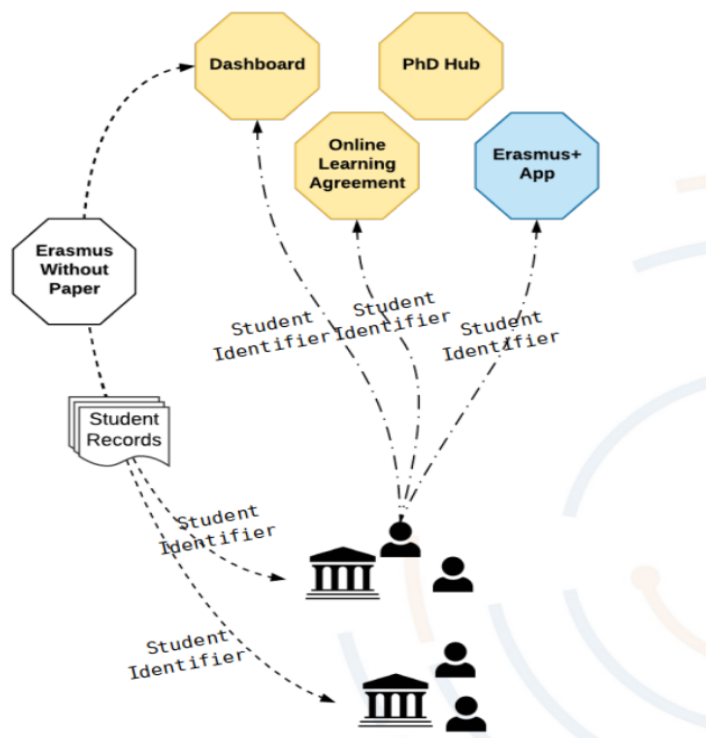 Dashboard
PhD Hub
Online
Learning
Agreement
Erasmus+
App
Erasmus
Without
Paper
Student
Identifier
Student
Identifier
Student
Identifier
Student
Records
Student
Identifier
Student
Identifier